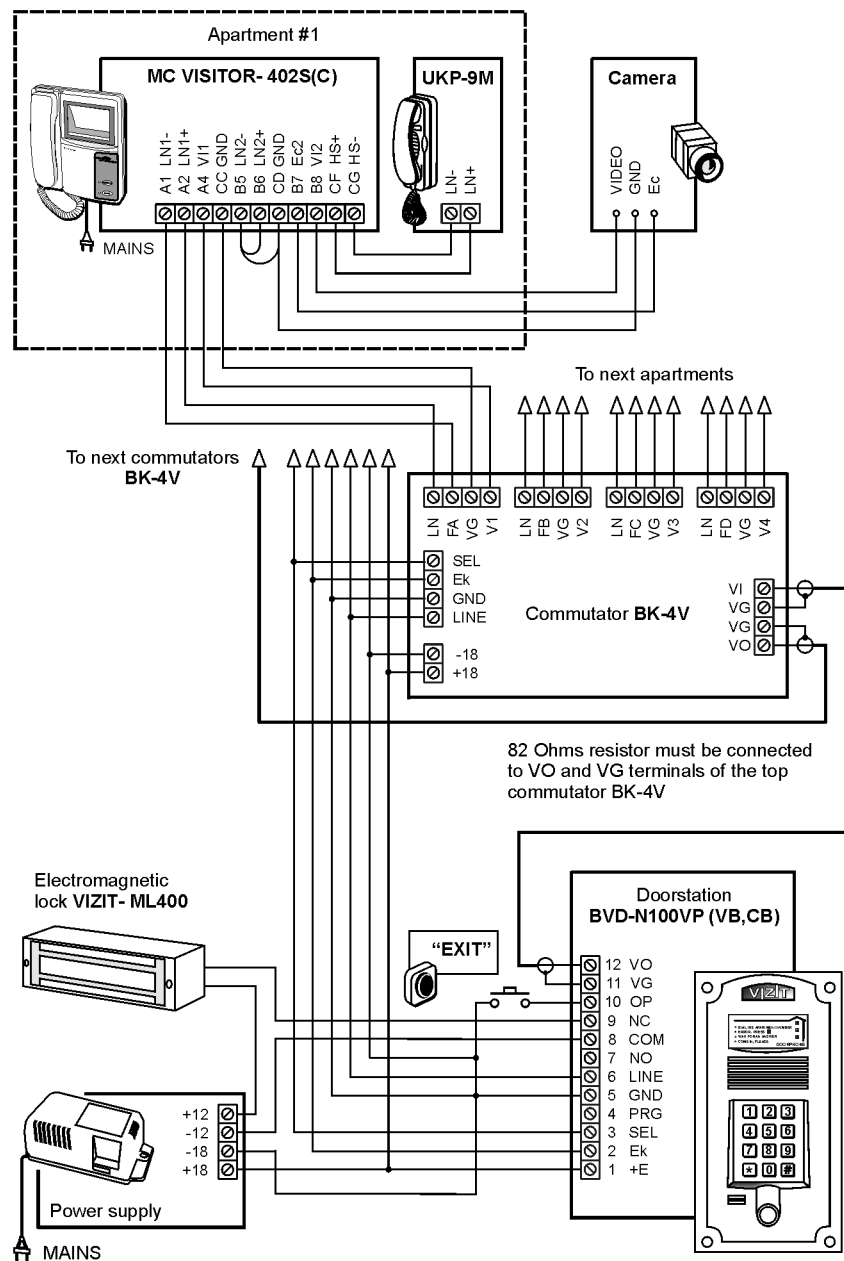 Apartment #1
MC VISITOR- 402S(C)
A1 LN1-
A2 LN1+
A4 VI1
CC GND
B5 LN2-
B6 LN2+
CD GND
B7 Ec2
B8 VI2
CF HS+
CG HS-
MAINS
UKP-9M
LN-
LN+
Camera
VIDEO
GND
Ec
To next apartments
To next commutators
BK-4V
LN
FA
VG
V1
LN
FB
VG
V2
LN
FC
VG
V3
LN
FD
VG
V4
SEL
Ek
GND
LINE
-18
+18
Commutator BK-4V
VI
VG
VG
VO
82 Ohms resistor must be connected
to VO and VG terminals of the top
commutator BK-4V
Electromagnetic
lock VIZIT- ML400
"EXIT"
Doorstation
BVD-N100VP (VB,CB)
12 VO
11 VG
10 OP
9 NC
8 COM
7 NO
6 LINE
5 GND
4 PRG
3 SEL
2 Ek
1 +E
VIZIT
1 2 3
4 5 6
7 8 9
* 0 #
+12
-12
-18
+18
Power supply
MAINS